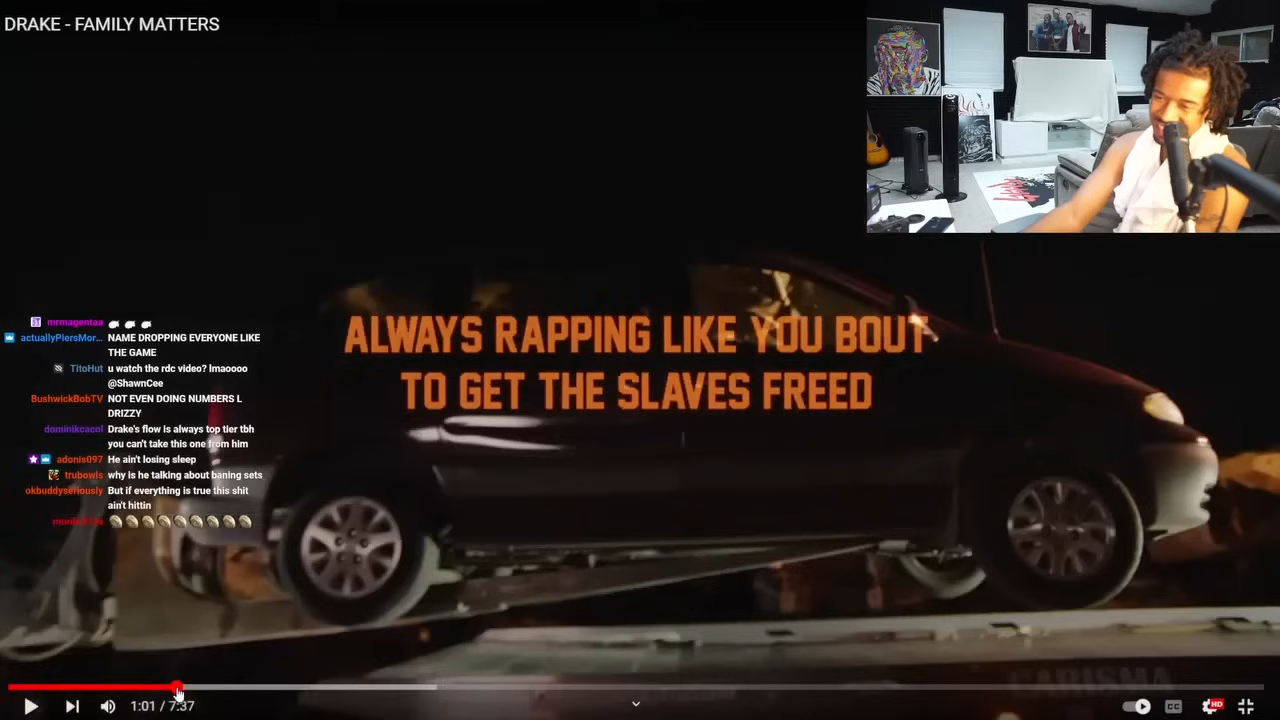 DRAKE - FAMILY MATTERS
ALWAYS RAPPING LIKE YOU BOUT
TO GET THE SLAVES FREED
mrmagentaa
actuallyPiersMor... NAME DROPPING EVERYONE LIKE
THE GAME
TitoHut u watch the rdc video? lmaoooo
@ShawnCee
BushwickBobTV NOT EVEN DOING NUMBERS L
DRIZZY
dominikcacol Drake's flow is always top tier tbh
you can't take this one from him
adonis097 He ain't losing sleep
trubowls why is he talking about baning sets
okbuddyseriously But if everything is true this shit
ain't hittin
CARISMA
1:01 / 7:37
CC
HD